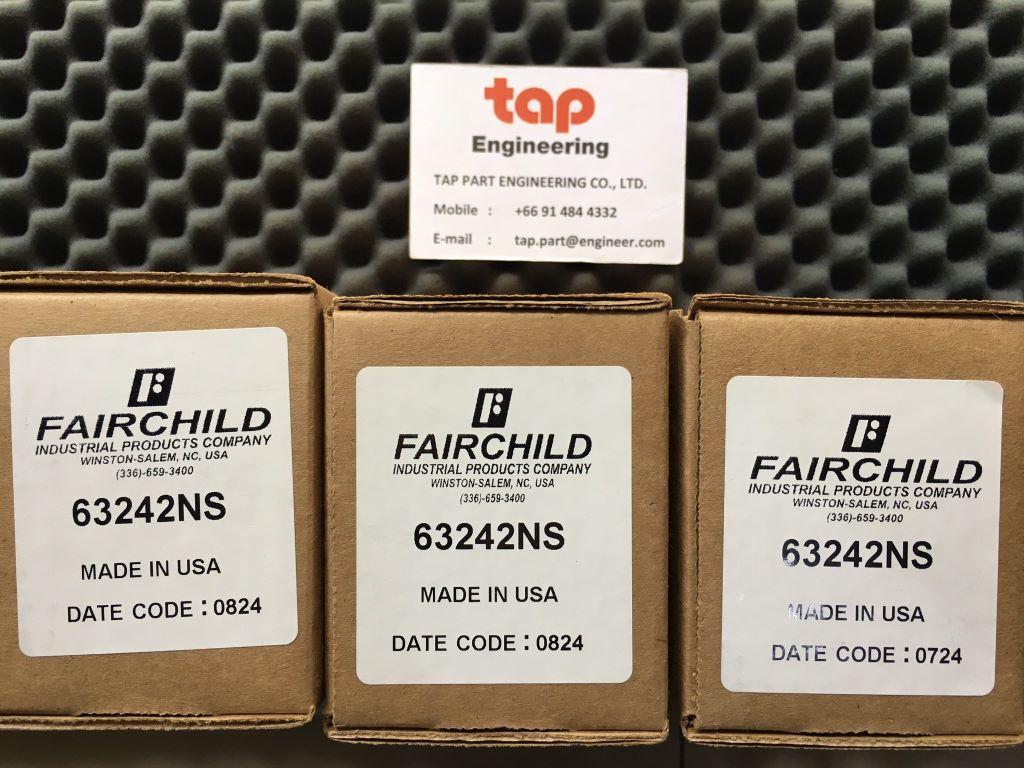 tap
Engineering
TAP PART ENGINEERING CO., LTD.
Mobile : +66 91 484 4332
E-mail : tap.part@engineer.com
FAIRCHILD
INDUSTRIAL PRODUCTS COMPANY
WINSTON-SALEM, NC, USA
(336)-659-3400
63242NS
MADE IN USA
DATE CODE : 0824
FAIRCHILD
INDUSTRIAL PRODUCTS COMPANY
WINSTON-SALEM, NC, USA
(336)-659-3400
63242NS
MADE IN USA
DATE CODE : 0824
FAIRCHILD
INDUSTRIAL PRODUCTS COMPANY
WINSTON-SALEM, NC, USA
(336)-659-3400
63242NS
MADE IN USA
DATE CODE : 0724